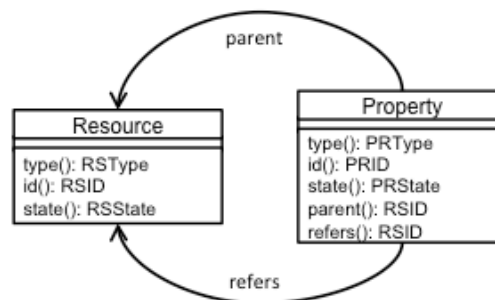 parent
Resource
type(): RSType
id(): RSID
state(): RSState
Property
type(): PRType
id(): PRID
state(): PRState
parent(): RSID
refers(): RSID
refers